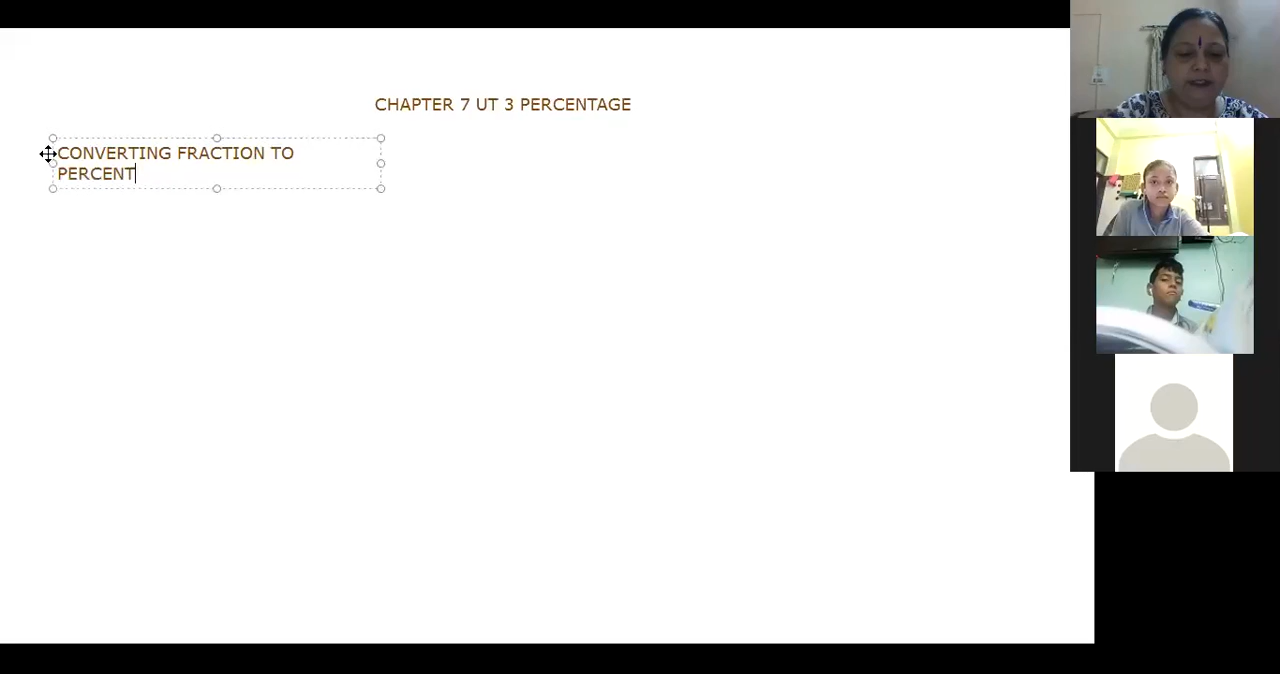 CHAPTER 7 UT 3 PERCENTAGE
CONVERTING FRACTION TO
PERCENT